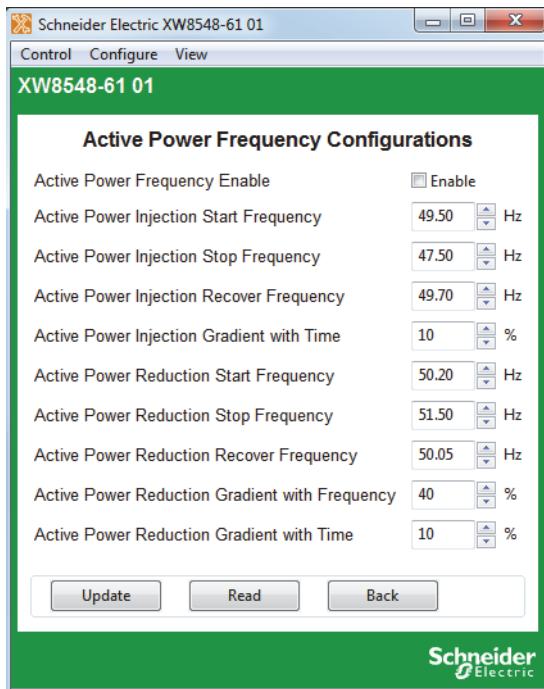 Schneider Electric XW8548-61 01
Control Configure View
XW8548-61 01
Active Power Frequency Configurations
Active Power Frequency Enable Enable
Active Power Injection Start Frequency 49.50 Hz
Active Power Injection Stop Frequency 47.50 Hz
Active Power Injection Recover Frequency 49.70 Hz
Active Power Injection Gradient with Time 10 %
Active Power Reduction Start Frequency 50.20 Hz
Active Power Reduction Stop Frequency 51.50 Hz
Active Power Reduction Recover Frequency 50.05 Hz
Active Power Reduction Gradient with Frequency 40 %
Active Power Reduction Gradient with Time 10 %
Update Read Back
Schneider
Electric